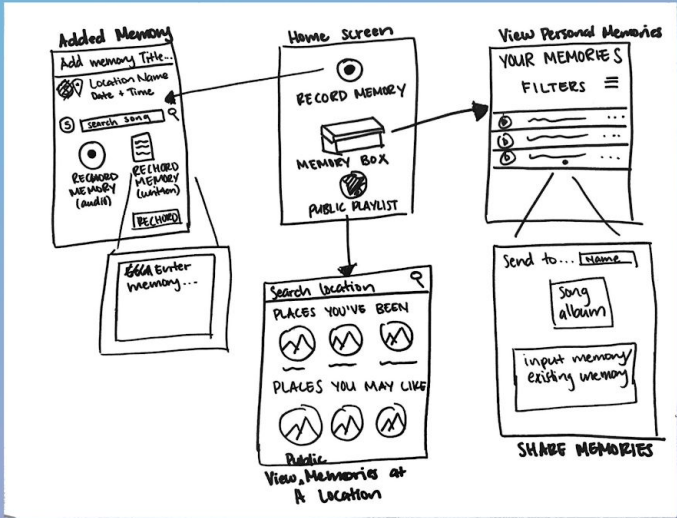 Added Memory
Add memory Title...
Location Name
Date + Time
S
search song
RECHORD
MEMORY
(audio)
RECHORD
MEMORY
(written)
RECHORD
Enter
memory...
Home Screen
RECORD MEMORY
MEMORY BOX
PUBLIC PLAYLIST
Search Location
PLACES YOU'VE BEEN
PLACES YOU MAY LIKE
Public
View Memories at
A Location
View Personal Memories
YOUR MEMORIES
FILTERS
Send to... Name
Song
album
input memory/
existing memory
SHARE MEMORIES